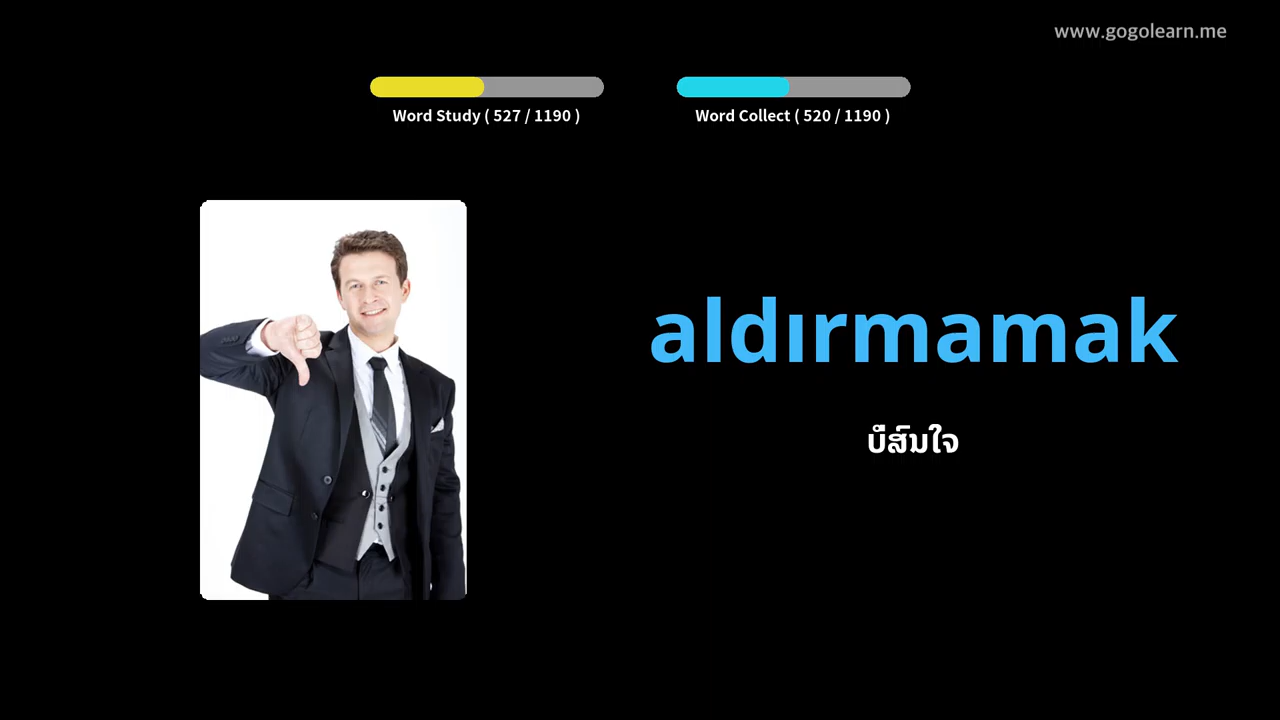 www.gogolearn.me
Word Study ( 527 / 1190 )
Word Collect ( 520 / 1190 )
aldırmamak
ບໍ່ສົນໃຈ